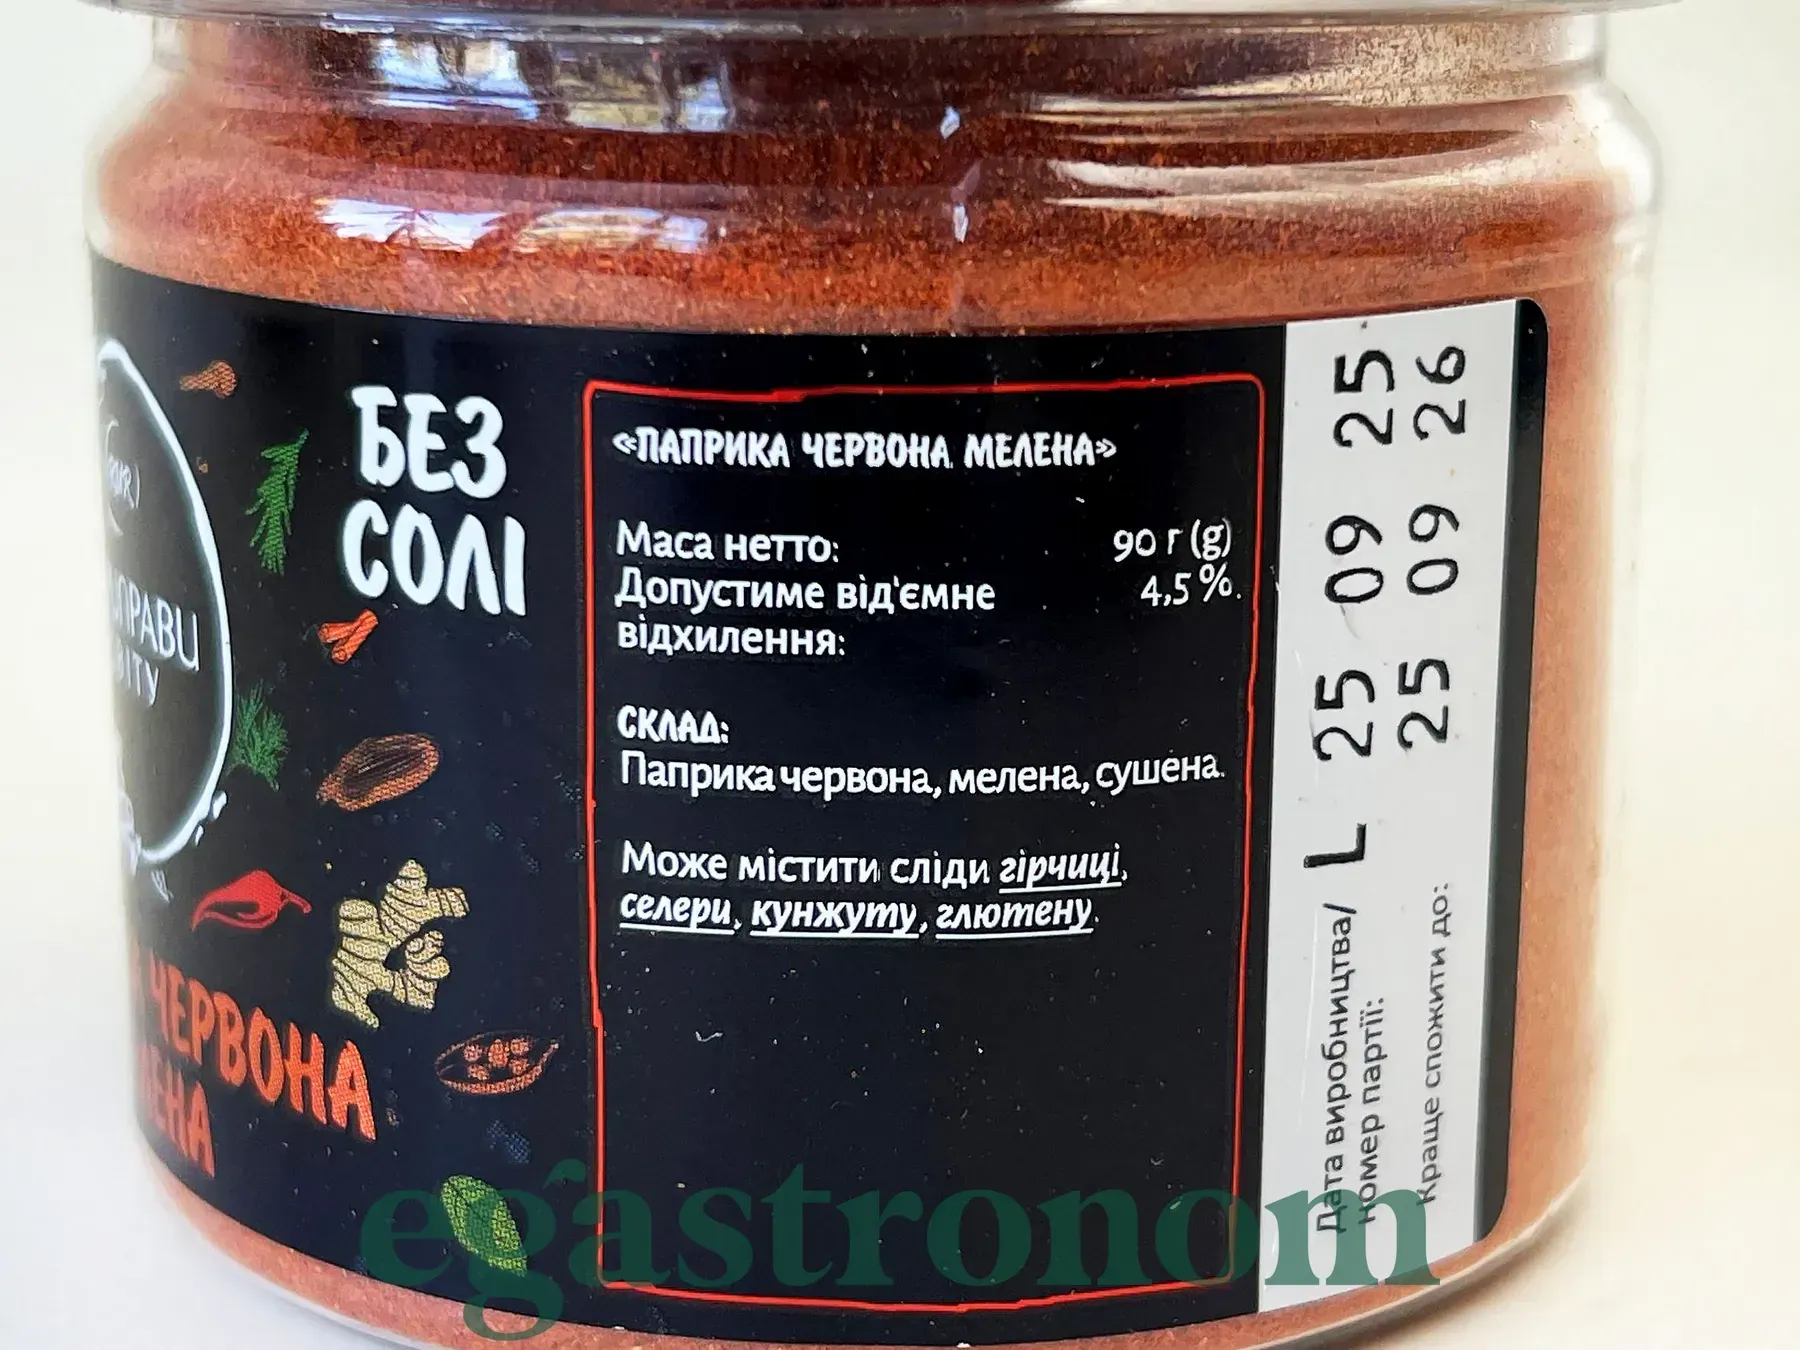 БЕЗ
СОЛІ
ЧЕРВОНА
«ПАПРИКА ЧЕРВОНА МЕЛЕНА»
Маса нетто: 90 г (g)
Допустиме від'ємне 4,5 %.
відхилення:
СКЛАД:
Паприка червона, мелена, сушена.
Може містити сліди гірчиці,
селери, кунжуту, глютену.
Дата виробництва/ L 25 09 25
номер партії:
Краще спожити до: 25 09 26
egastronom